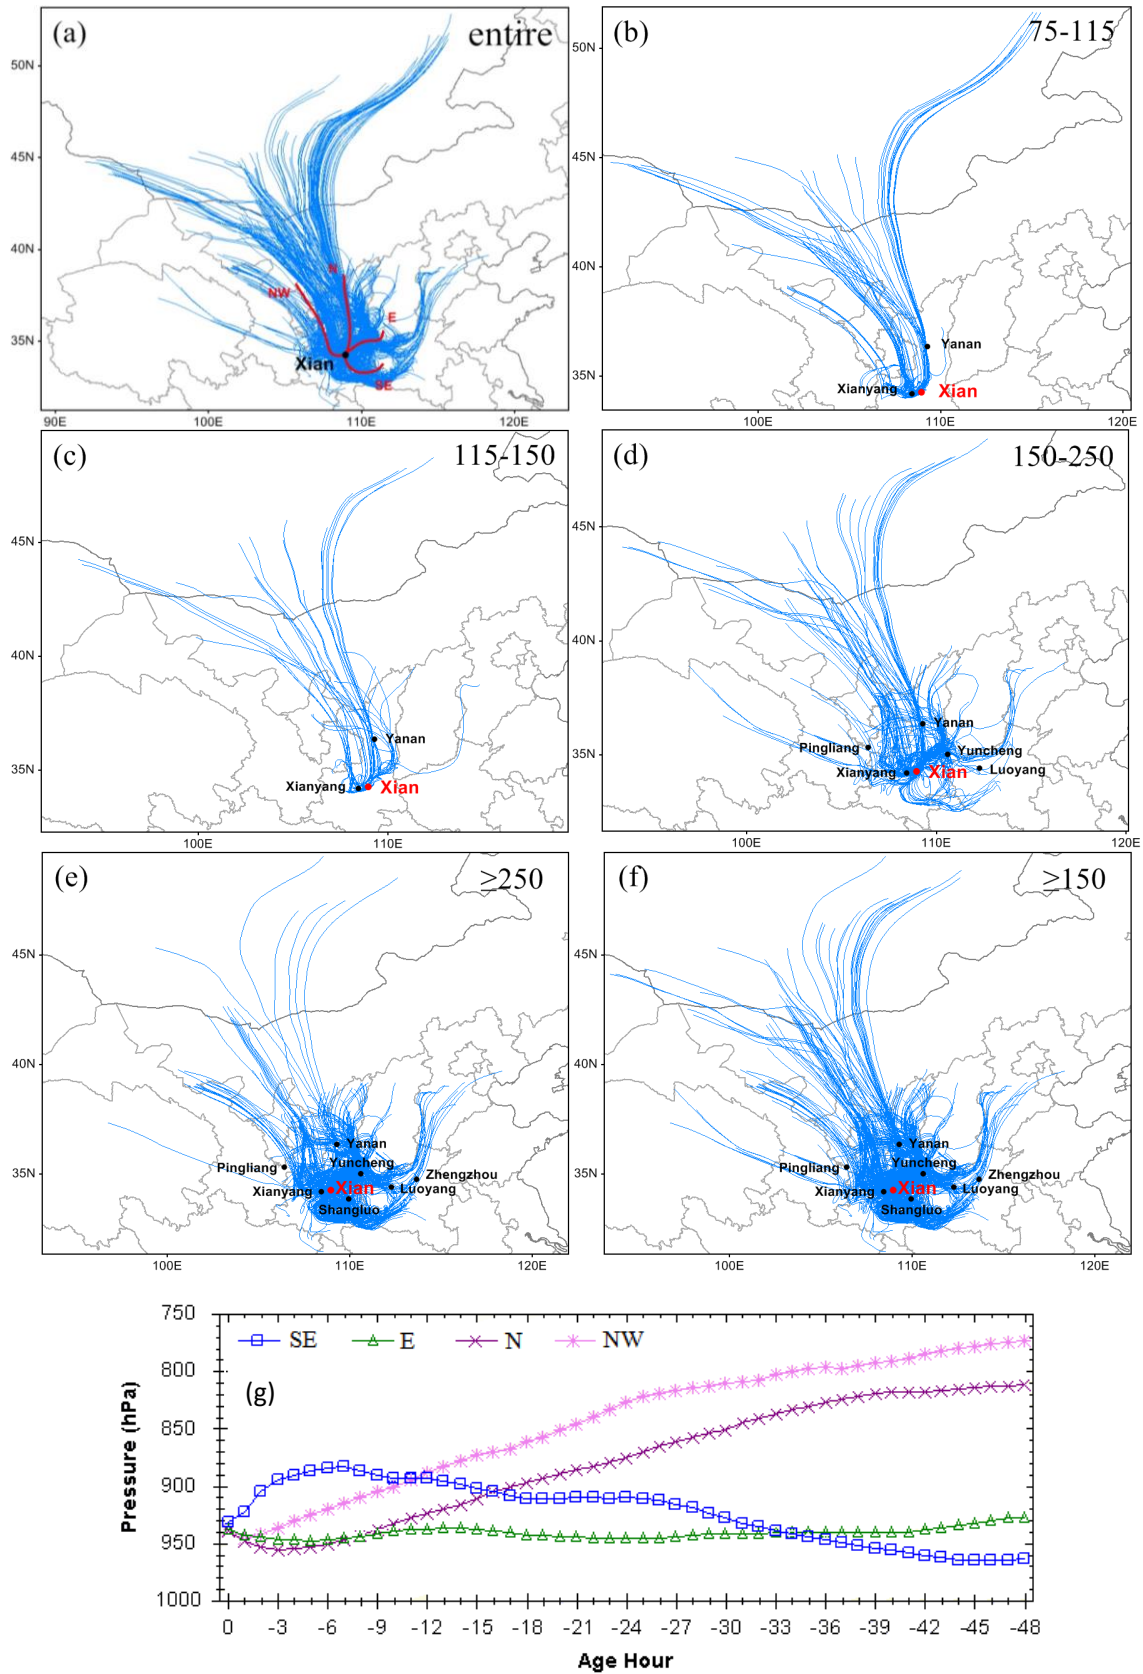 (a)
entire
50N
45N
40N
35N
N
NW
E
SE
Xian
90E 100E 110E 120E
(b)
75-115
45N
40N
35N
Yanan
Xianyang
Xian
100E 110E 120E
(c)
115-150
45N
40N
35N
Yanan
Xianyang
Xian
100E 110E
(d)
150-250
45N
40N
35N
Yanan
Pingliang
Yuncheng
Xianyang
Xian
Luoyang
100E 110E 120E
(e)
≥250
45N
40N
35N
Yanan
Pingliang
Yuncheng
Zhengzhou
Xianyang
Xian
Luoyang
Shangluo
100E 110E 120E
(f)
≥150
45N
40N
35N
Yanan
Pingliang
Yuncheng
Zhengzhou
Xianyang
Xian
Luoyang
Shangluo
100E 110E 120E
(g)
SE E N NW
Pressure (hPa)
750
800
850
900
950
1000
0 -3 -6 -9 -12 -15 -18 -21 -24 -27 -30 -33 -36 -39 -42 -45 -48
Age Hour